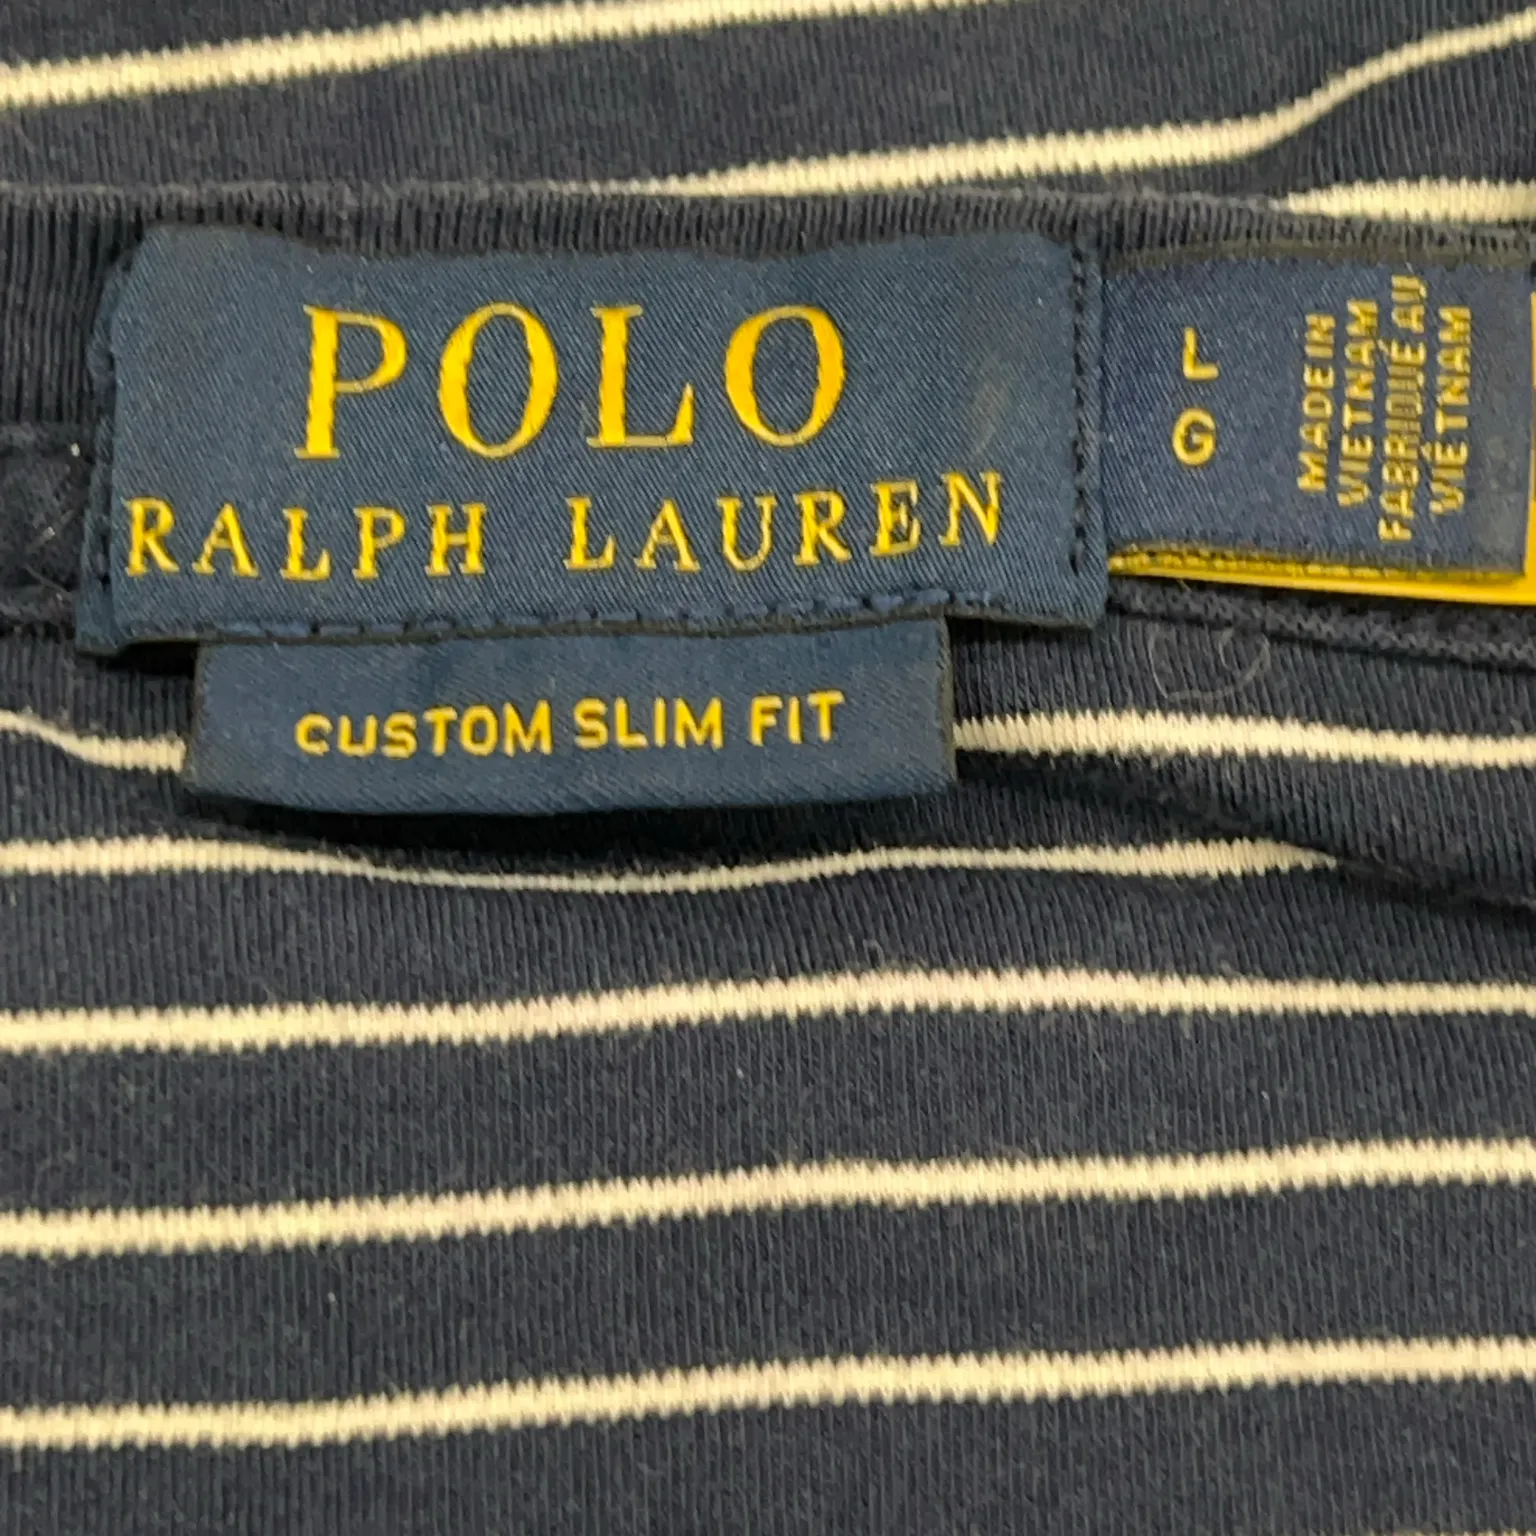 POLO
RALPH LAUREN
CUSTOM SLIM FIT
L
G
MADE IN
VIETNAM
FABRIQUÉ AU
VIÊTNAM